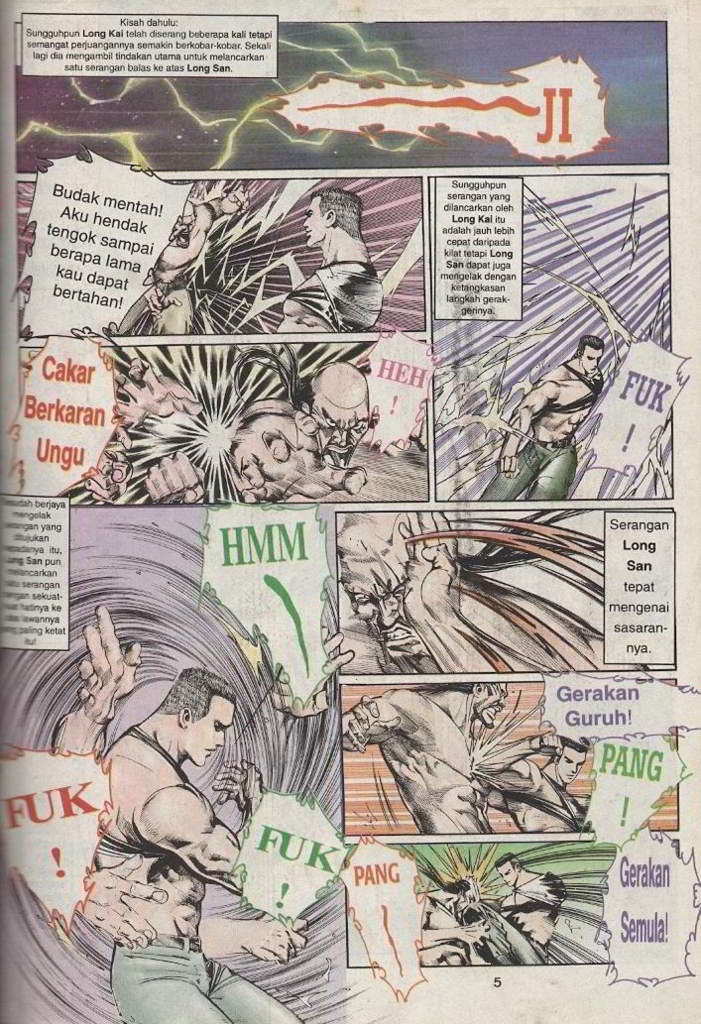 Kisah dahulu:
Sungguhpun Long Kai telah diserang beberapa kali tetapi
semangat perjuangannya semakin berkobar-kobar. Sekali
lagi dia mengambil tindakan utama untuk melancarkan
satu serangan balas ke atas Long San.
JI
Budak mentah!
Aku hendak
tengok sampai
berapa lama
kau dapat
bertahan!
Sungguhpun
serangan yang
dilancarkan oleh
Long Kai itu
adalah jauh lebih
cepat daripada
kilat tetapi Long
San dapat juga
mengelak dengan
ketangkasan
langkah gerak-
gerinya.
Cakar
Berkaran
Ungu
HEH
!
FUK
!
berjaya
mengelak
yang
ditujukan
itu,
San pun
melancarkan
serangan
sekuat-
hatinya ke
lawannya
paling ketat
itu!
HMM
!
Serangan
Long
San
tepat
mengenai
sasaran-
nya.
Gerakan
Guruh!
PANG
!
FUK
!
FUK
!
PANG
!
Gerakan
Semula!
5